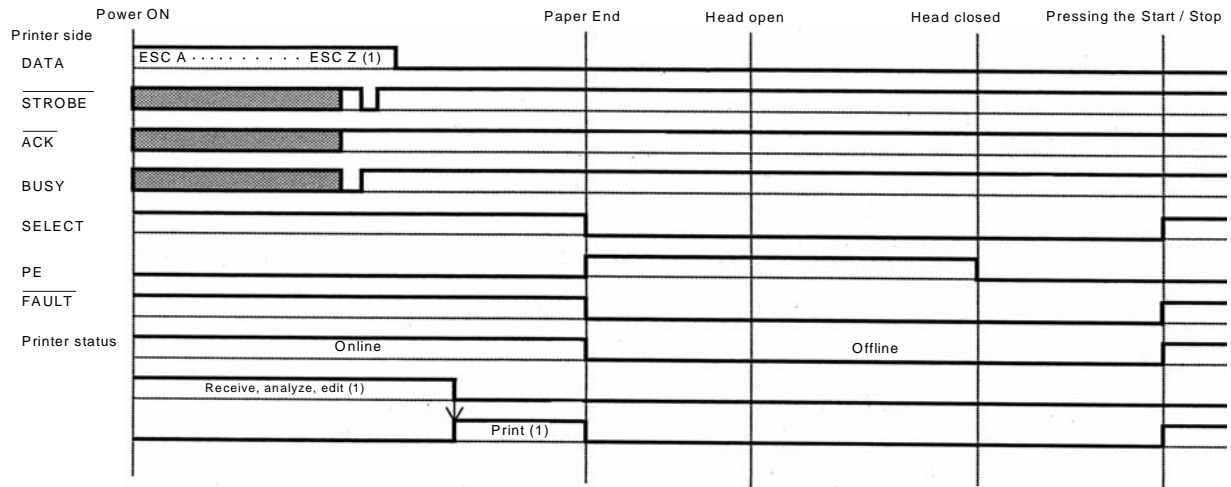 Power ON Paper End Head open Head closed Pressing the Start / Stop
Printer side
DATA ESC A · · · · · · · · · · ESC Z (1)
STROBE
ACK
BUSY
SELECT
PE
FAULT
Printer status Online Offline
Receive, analyze, edit (1)
Print (1)